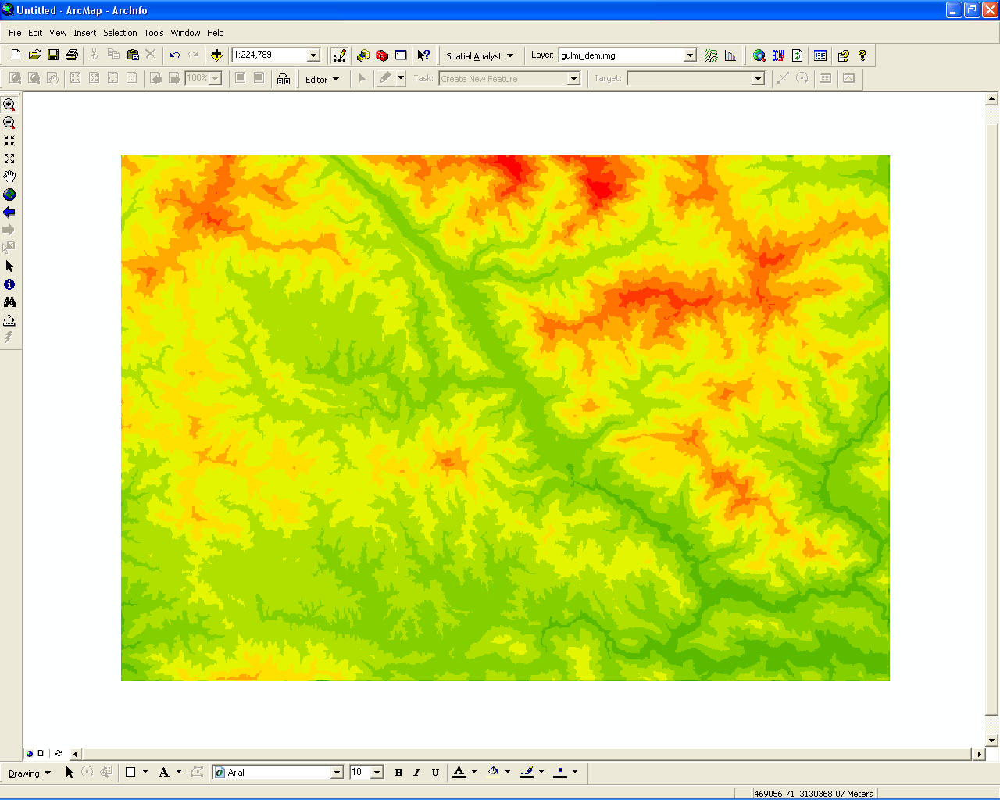 Untitled - ArcMap - ArcInfo
File Edit View Insert Selection Tools Window Help
1:224,789 Spatial Analyst Layer: gulmi_dem.img
100% Editor Task: Create New Feature Target:
Drawing A Arial 10 B I U A
469056.71 3130368.07 Meters